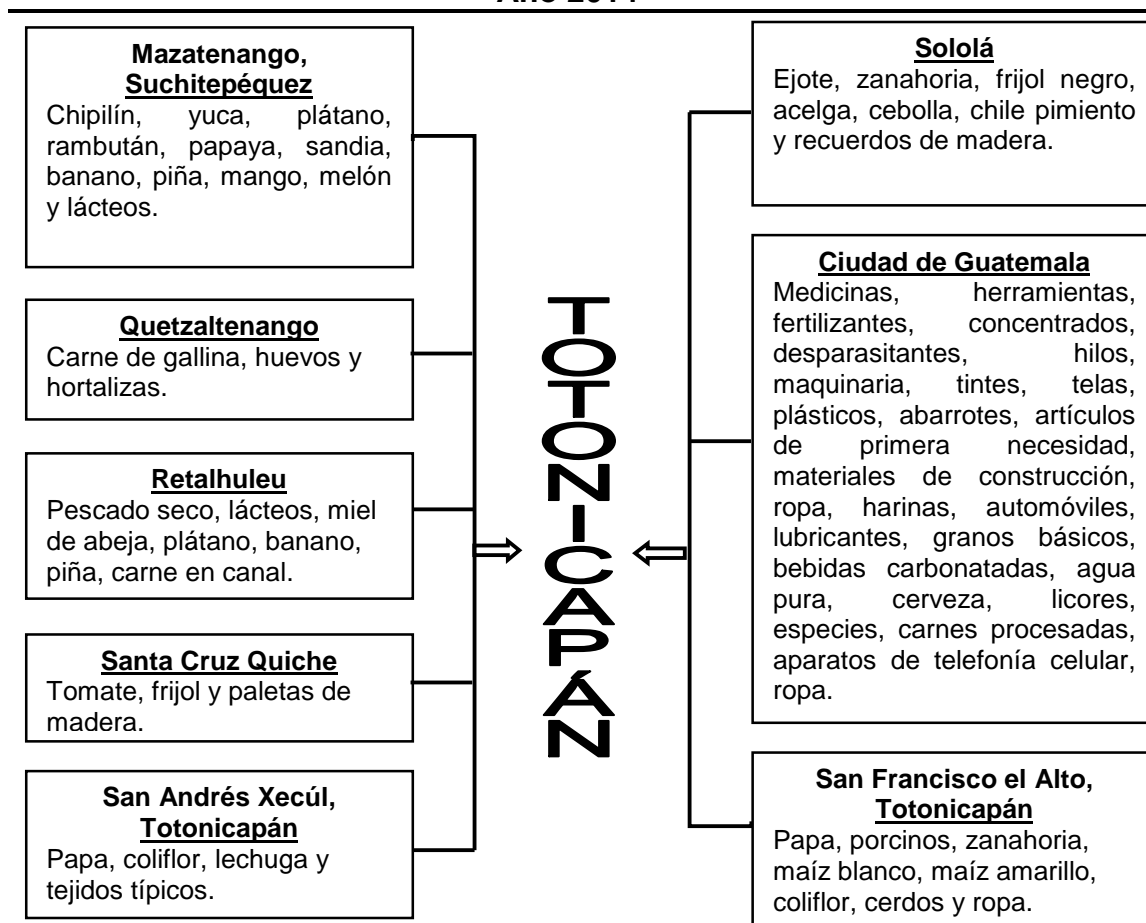 Mazatenango,
Suchitepéquez
Chipilín, yuca, plátano,
rambután, papaya, sandia,
banano, piña, mango, melón
y lácteos.
Quetzaltenango
Carne de gallina, huevos y
hortalizas.
Retalhuleu
Pescado seco, lácteos, miel
de abeja, plátano, banano,
piña, carne en canal.
Santa Cruz Quiche
Tomate, frijol y paletas de
madera.
San Andrés Xecúl,
Totonicapán
Papa, coliflor, lechuga y
tejidos típicos.
TOTONICAPÁN
Sololá
Ejote, zanahoria, frijol negro,
acelga, cebolla, chile pimiento
y recuerdos de madera.
Ciudad de Guatemala
Medicinas, herramientas,
fertilizantes, concentrados,
desparasitantes, hilos,
maquinaria, tintes, telas,
plásticos, abarrotes, artículos
de primera necesidad,
materiales de construcción,
ropa, harinas, automóviles,
lubricantes, granos básicos,
bebidas carbonatadas, agua
pura, cerveza, licores,
especies, carnes procesadas,
aparatos de telefonía celular,
ropa.
San Francisco el Alto,
Totonicapán
Papa, porcinos, zanahoria,
maíz blanco, maíz amarillo,
coliflor, cerdos y ropa.